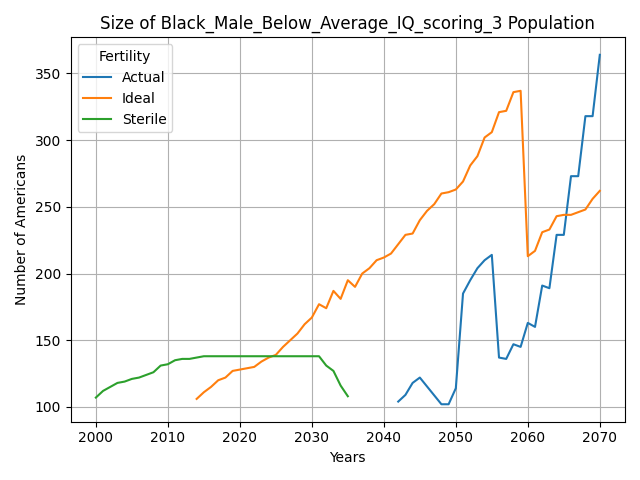 Size of Black_Male_Below_Average_IQ_scoring_3 Population
Fertility
Actual
Ideal
Sterile
Number of Americans
350
300
250
200
150
100
2000 2010 2020 2030 2040 2050 2060 2070
Years